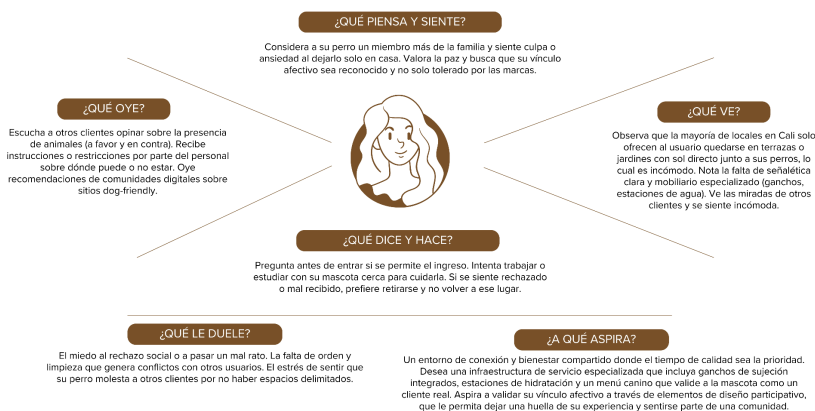 ¿QUÉ PIENSA Y SIENTE?
Considera a su perro un miembro más de la familia y siente culpa o
ansiedad al dejarlo solo en casa. Valora la paz y busca que su vínculo
afectivo sea reconocido y no solo tolerado por las marcas.
¿QUÉ OYE?
Escucha a otros clientes opinar sobre la presencia
de animales (a favor y en contra). Recibe
instrucciones o restricciones por parte del personal
sobre dónde puede o no estar. Oye
recomendaciones de comunidades digitales sobre
sitios dog-friendly.
¿QUÉ VE?
Observa que la mayoría de locales en Cali solo
ofrecen al usuario quedarse en terrazas o
jardines con sol directo junto a sus perros, lo
cual es incómodo. Nota la falta de señalética
clara y mobiliario especializado (ganchos,
estaciones de agua). Ve las miradas de otros
clientes y se siente incómoda.
¿QUÉ DICE Y HACE?
Pregunta antes de entrar si se permite el ingreso. Intenta trabajar o
estudiar con su mascota cerca para cuidarla. Si se siente rechazado
o mal recibido, prefiere retirarse y no volver a ese lugar.
¿QUÉ LE DUELE?
El miedo al rechazo social o a pasar un mal rato. La falta de orden y
limpieza que genera conflictos con otros usuarios. El estrés de sentir que
su perro molesta a otros clientes por no haber espacios delimitados.
¿A QUÉ ASPIRA?
Un entorno de conexión y bienestar compartido donde el tiempo de calidad sea la prioridad.
Desea una infraestructura de servicio especializada que incluya ganchos de sujeción
integrados, estaciones de hidratación y un menú canino que valide a la mascota como un
cliente real. Aspira a validar su vínculo afectivo a través de elementos de diseño participativo,
que le permita dejar una huella de su experiencia y sentirse parte de una comunidad.